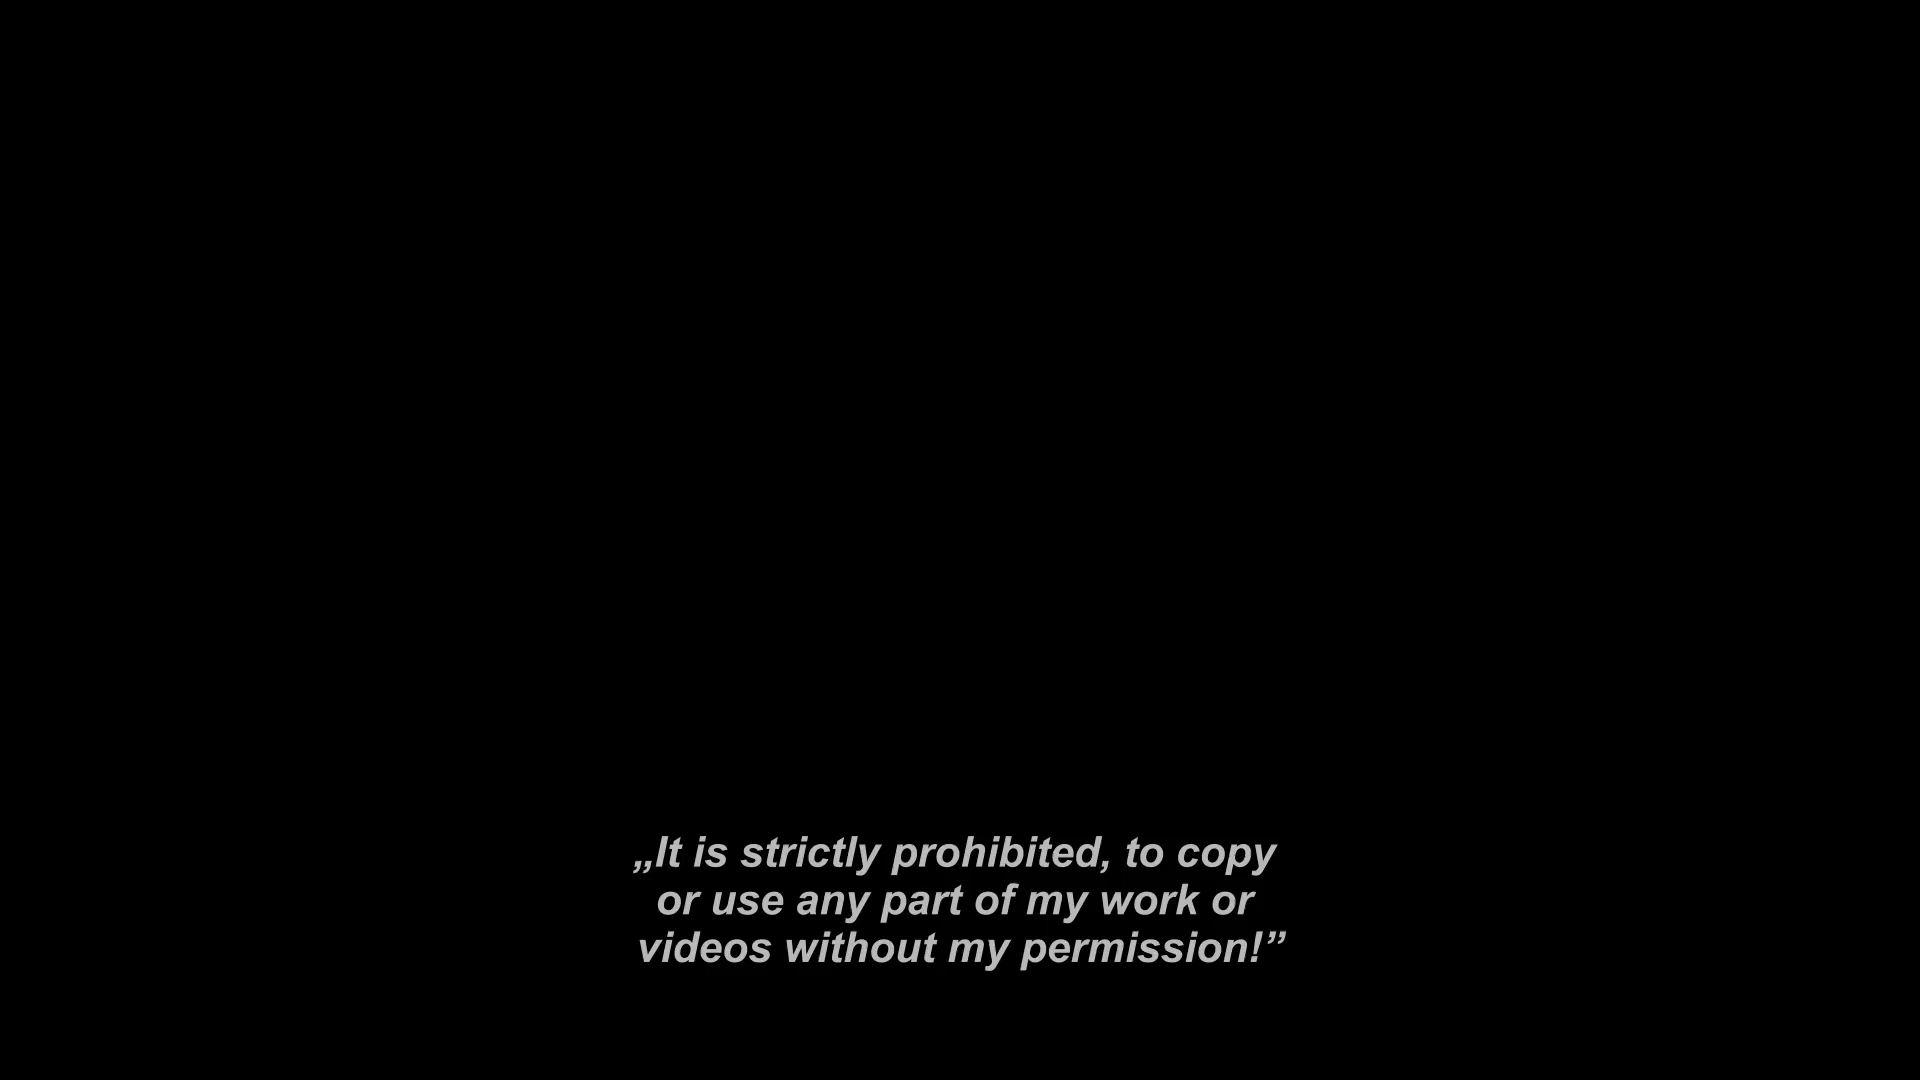 „It is strictly prohibited, to copy
or use any part of my work or
videos without my permission!”